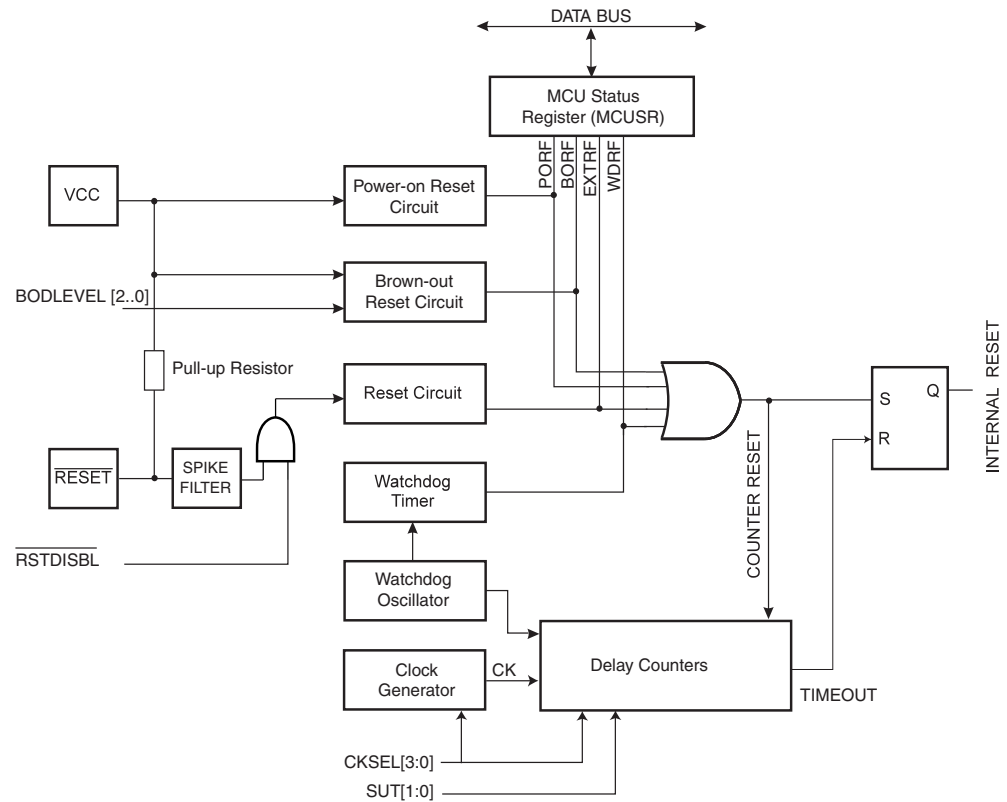 DATA BUS
MCU Status
Register (MCUSR)
PORF
BORF
EXTRF
WDRF
VCC
Power-on Reset
Circuit
Brown-out
Reset Circuit
BODLEVEL [2..0]
Pull-up Resistor
Reset Circuit
RESET
SPIKE
FILTER
Watchdog
Timer
RSTDISBL
Watchdog
Oscillator
Clock
Generator
CK
Delay Counters
COUNTER RESET
S
Q
R
INTERNAL RESET
TIMEOUT
CKSEL[3:0]
SUT[1:0]